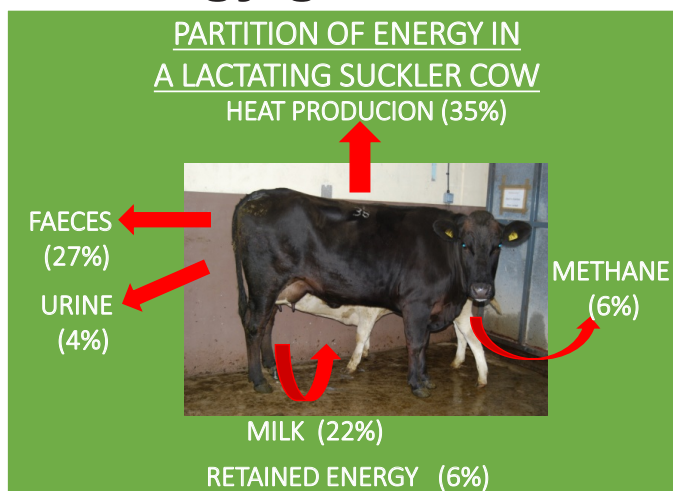 PARTITION OF ENERGY IN
A LACTATING SUCKLER COW
HEAT PRODUCION (35%)
FAECES
(27%)
URINE
(4%)
METHANE
(6%)
MILK (22%)
RETAINED ENERGY (6%)